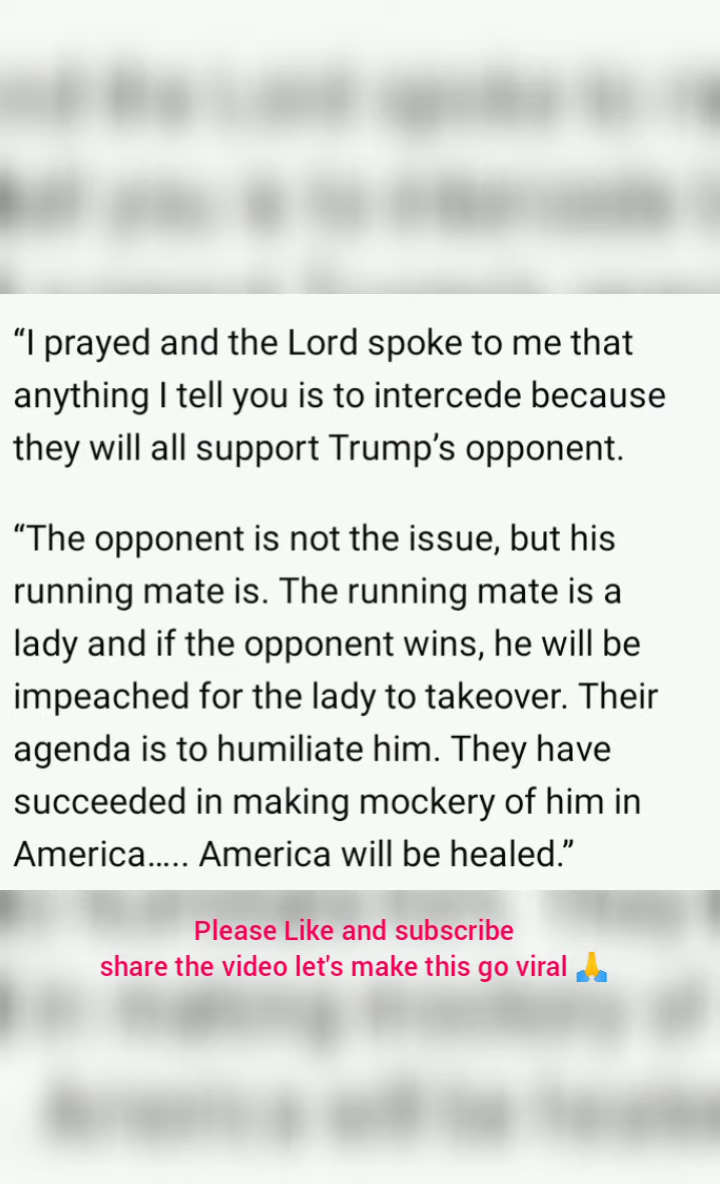 “I prayed and the Lord spoke to me that
anything I tell you is to intercede because
they will all support Trump’s opponent.
“The opponent is not the issue, but his
running mate is. The running mate is a
lady and if the opponent wins, he will be
impeached for the lady to takeover. Their
agenda is to humiliate him. They have
succeeded in making mockery of him in
America..... America will be healed.”
Please Like and subscribe
share the video let's make this go viral 🙏